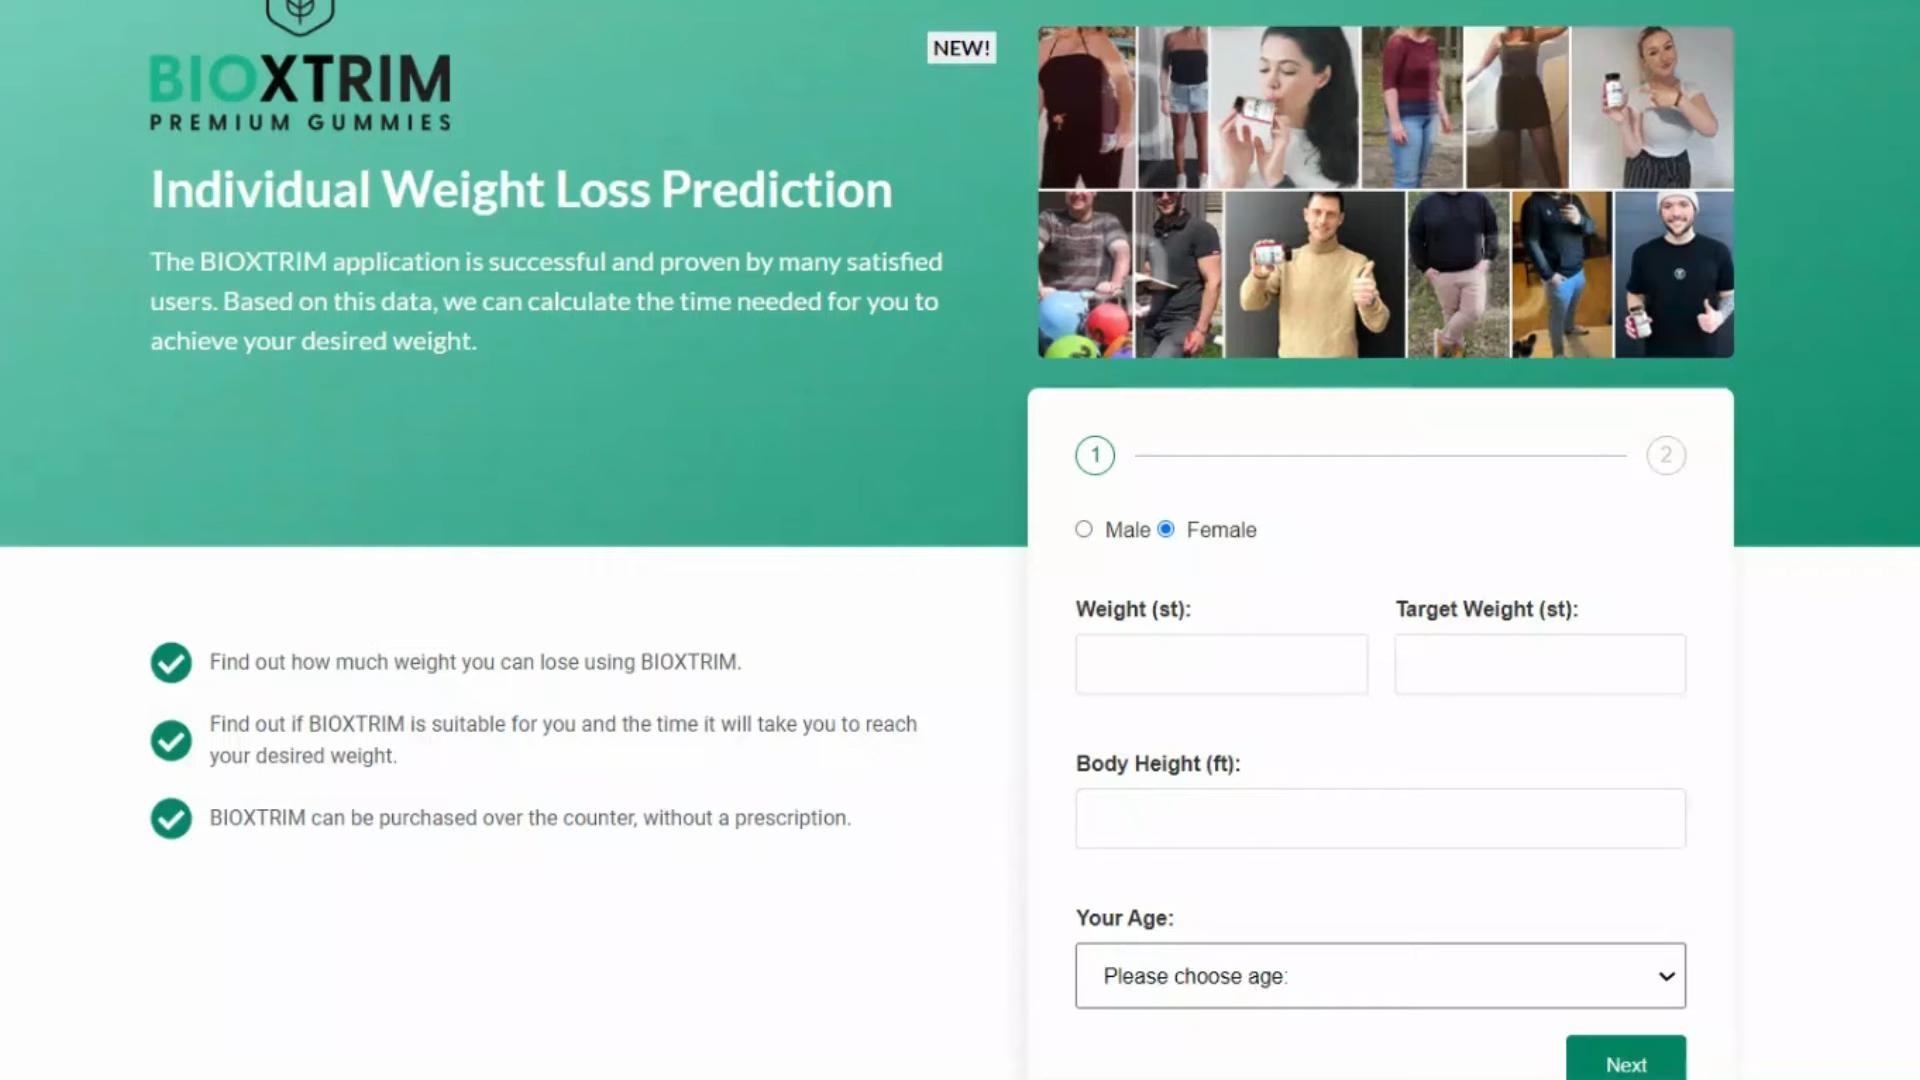 BIOXTRIM
PREMIUM GUMMIES
NEW!
Individual Weight Loss Prediction
The BIOXTRIM application is successful and proven by many satisfied
users. Based on this data, we can calculate the time needed for you to
achieve your desired weight.
Find out how much weight you can lose using BIOXTRIM.
Find out if BIOXTRIM is suitable for you and the time it will take you to reach
your desired weight.
BIOXTRIM can be purchased over the counter, without a prescription.
1 2
Male Female
Weight (st): Target Weight (st):
Body Height (ft):
Your Age:
Please choose age:
Next